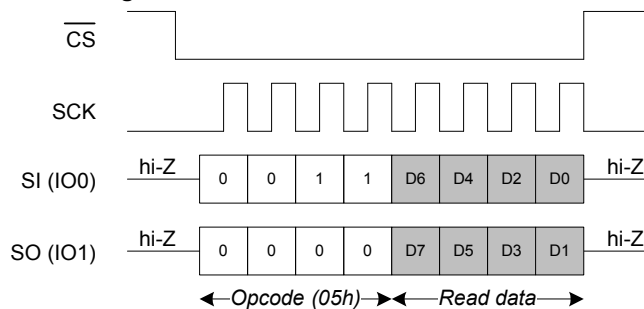 CS
SCK
hi-Z hi-Z
SI (IO0) 0 0 1 1 D6 D4 D2 D0
hi-Z hi-Z
SO (IO1) 0 0 0 0 D7 D5 D3 D1
Opcode (05h) Read data